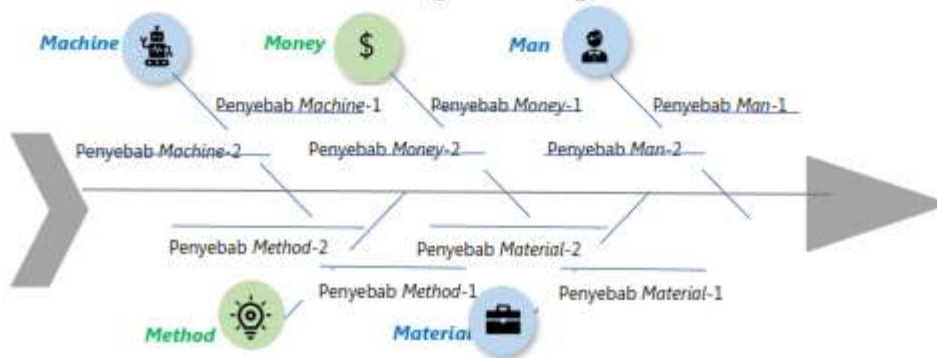 Machine
Money
$
Man
Penyebab Machine-1
Penyebab Money-1
Penyebab Man-1
Penyebab Machine-2
Penyebab Money-2
Penyebab Man-2
Penyebab Method-2
Penyebab Material-2
Penyebab Method-1
Penyebab Material-1
Method
Material